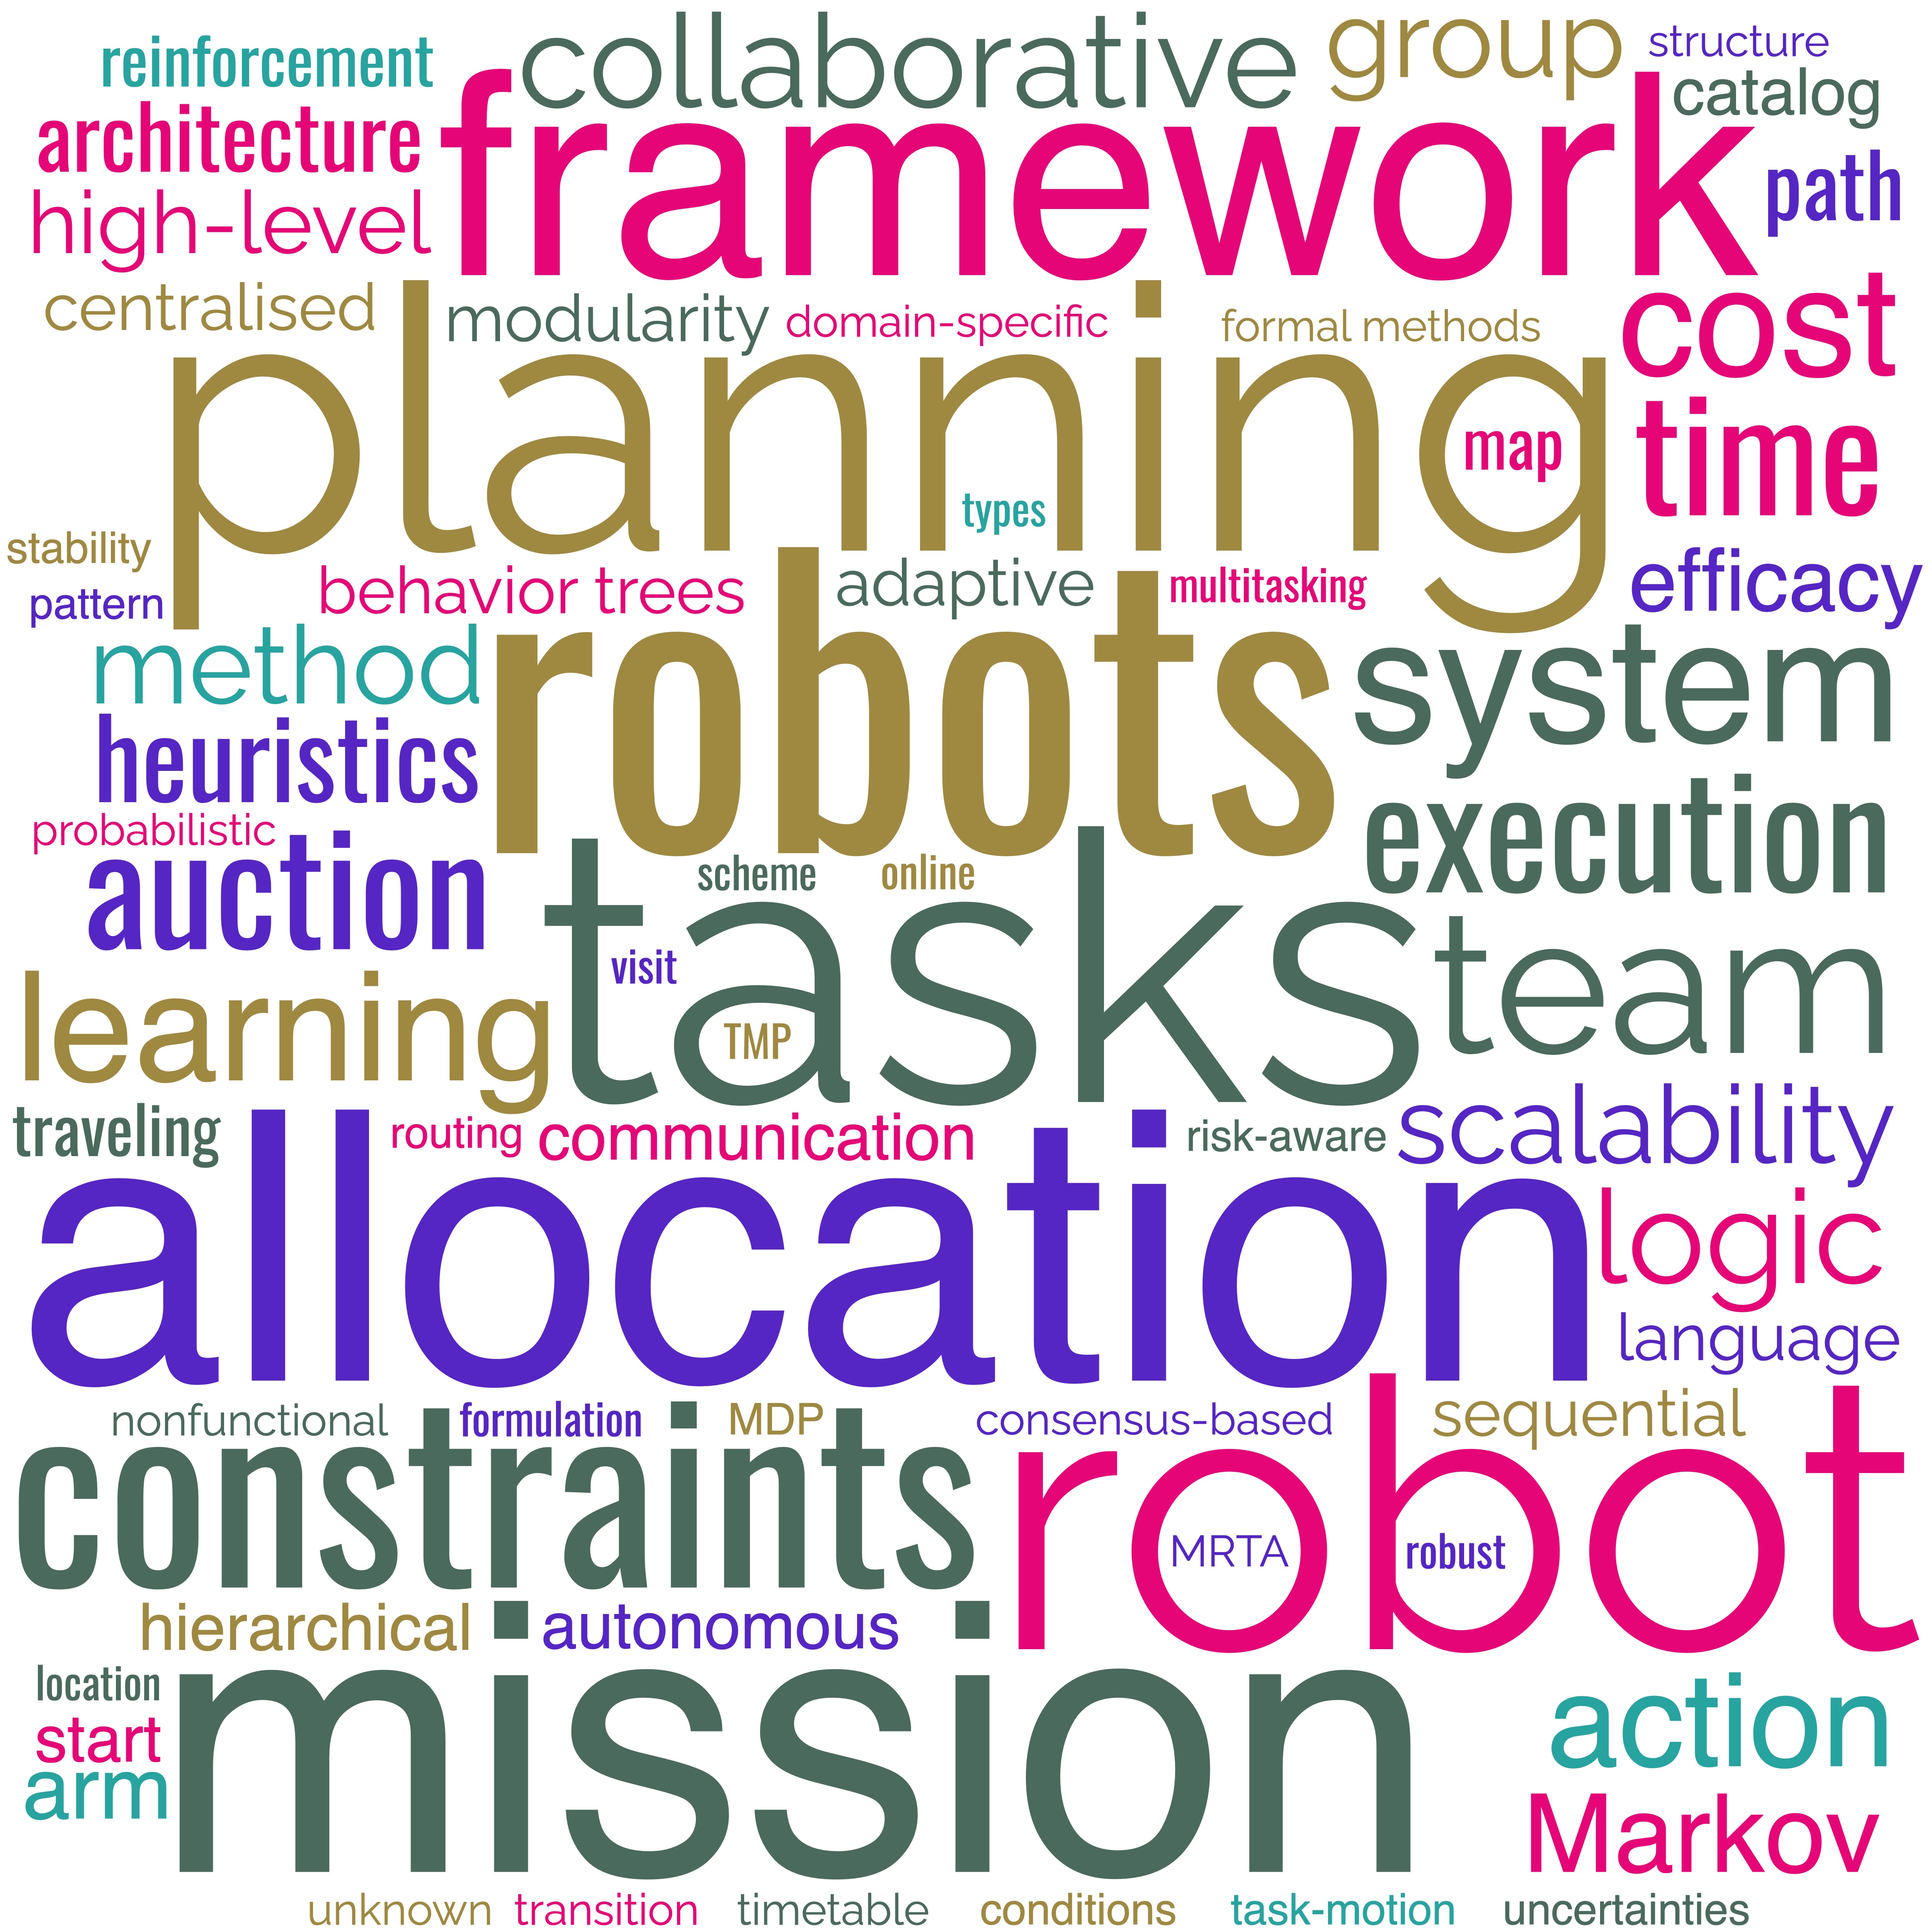 reinforcement
collaborative
group
structure
catalog
architecture
framework
path
high-level
centralised
modularity
domain-specific
formal methods
cost
planning
map
time
types
stability
pattern
behavior trees
adaptive
multitasking
efficacy
method
robots
system
heuristics
execution
probabilistic
auction
scheme
online
tasks
team
visit
TMP
learning
traveling
routing
communication
risk-aware
scalability
allocation
logic
language
nonfunctional
formulation
MDP
consensus-based
sequential
constraints
robot
MRTA
robust
hierarchical
autonomous
location
mission
action
start
arm
Markov
unknown
transition
timetable
conditions
task-motion
uncertainties